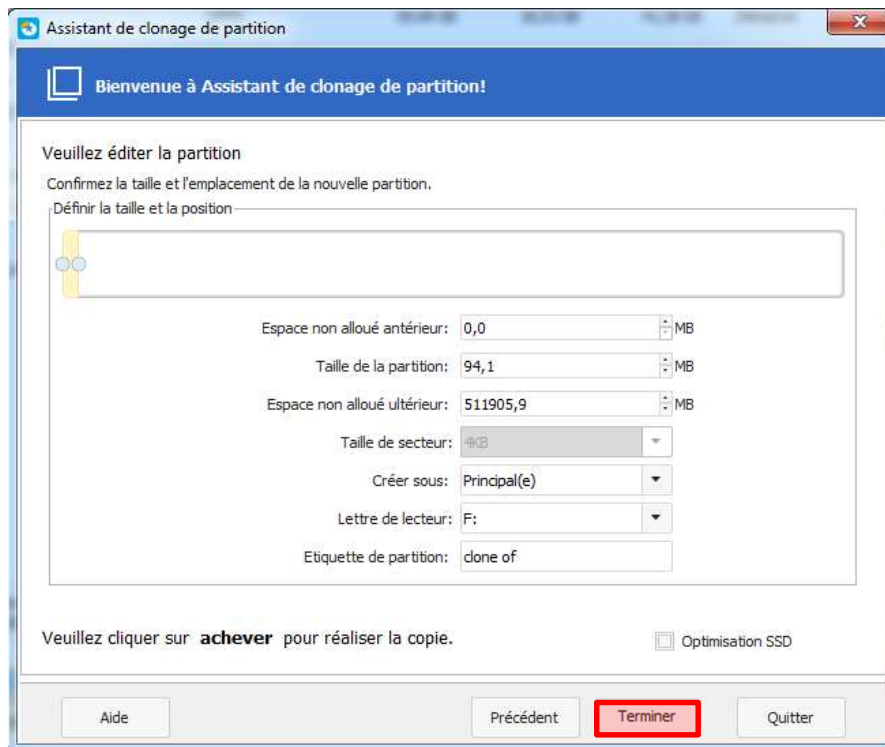 Assistant de clonage de partition
Bienvenue à Assistant de clonage de partition!
Veuillez éditer la partition
Confirmez la taille et l'emplacement de la nouvelle partition.
Définir la taille et la position
Espace non alloué antérieur: 0,0 MB
Taille de la partition: 94,1 MB
Espace non alloué ultérieur: 511905,9 MB
Taille de secteur: 4KB
Créer sous: Principal(e)
Lettre de lecteur: F:
Etiquette de partition: clone of
Veuillez cliquer sur achever pour réaliser la copie. Optimisation SSD
Aide Précédent Terminer Quitter